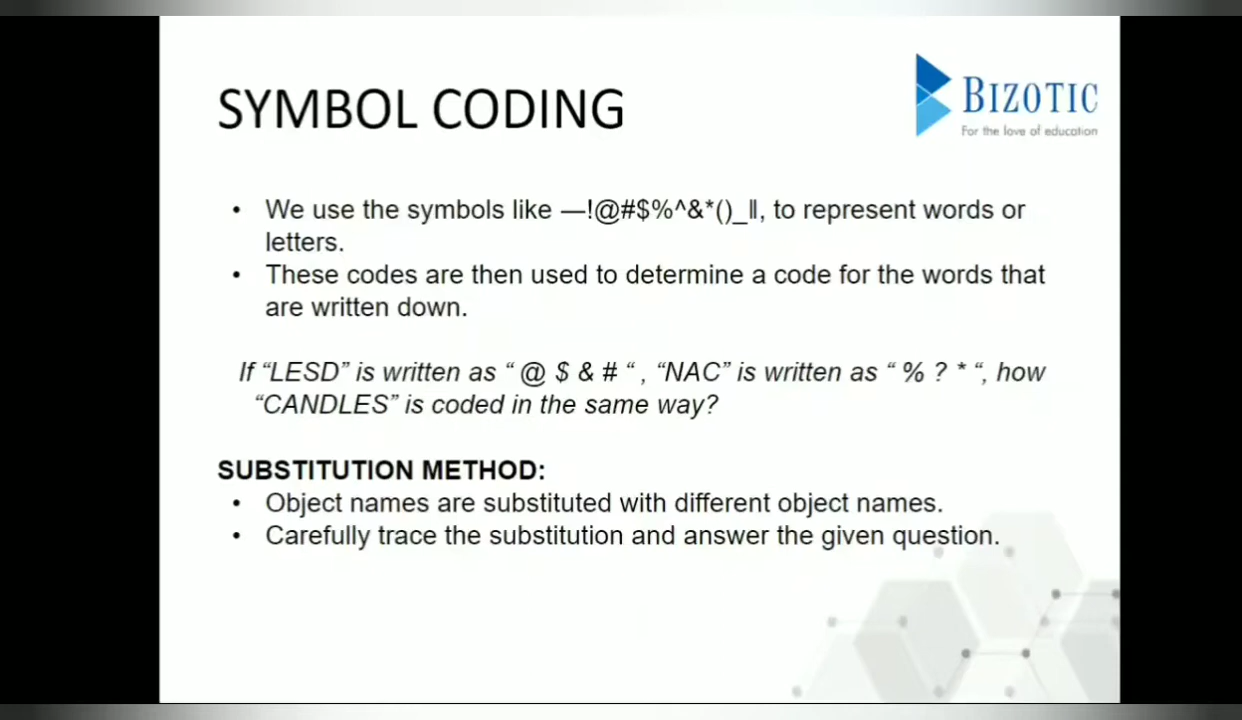 SYMBOL CODING
BIZOTIC
For the love of education
• We use the symbols like —!@#$%^&*()_‖, to represent words or
letters.
• These codes are then used to determine a code for the words that
are written down.
If “LESD” is written as “ @ $ & # “ , “NAC” is written as “ % ? * “, how
“CANDLES” is coded in the same way?
SUBSTITUTION METHOD:
• Object names are substituted with different object names.
• Carefully trace the substitution and answer the given question.